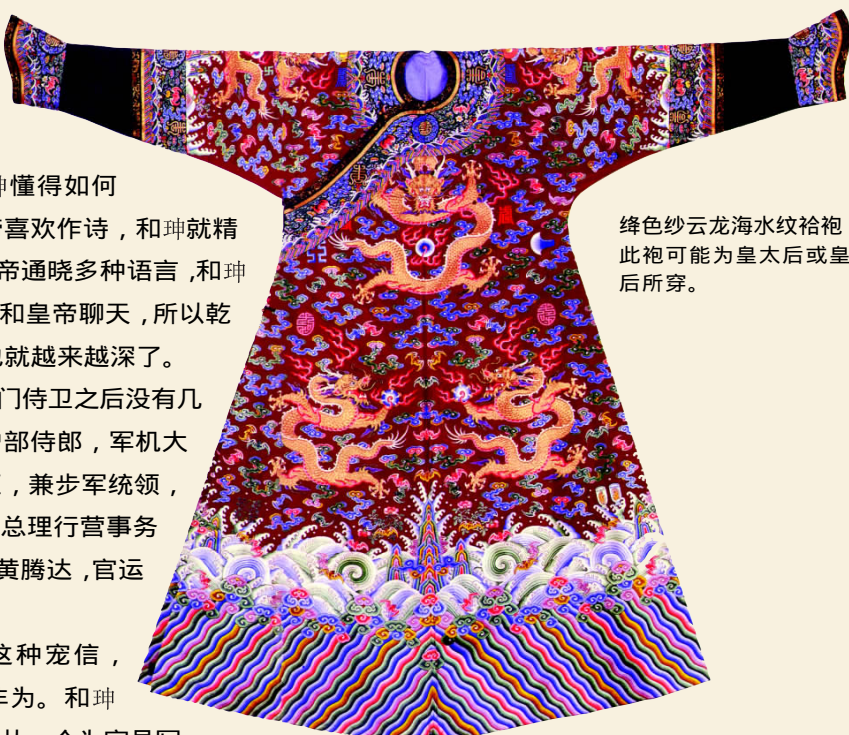 珅懂得如何
喜欢作诗，和珅就精
帝通晓多种语言,和珅
和皇帝聊天,所以乾
就越来越深了。
门侍卫之后没有几
部侍郎，军机大
，兼步军统领，
总理行营事务
黄腾达,官运
这种宠信，
作为。和珅
绛色纱云龙海水纹袷袍
此袍可能为皇太后或皇
后所穿。